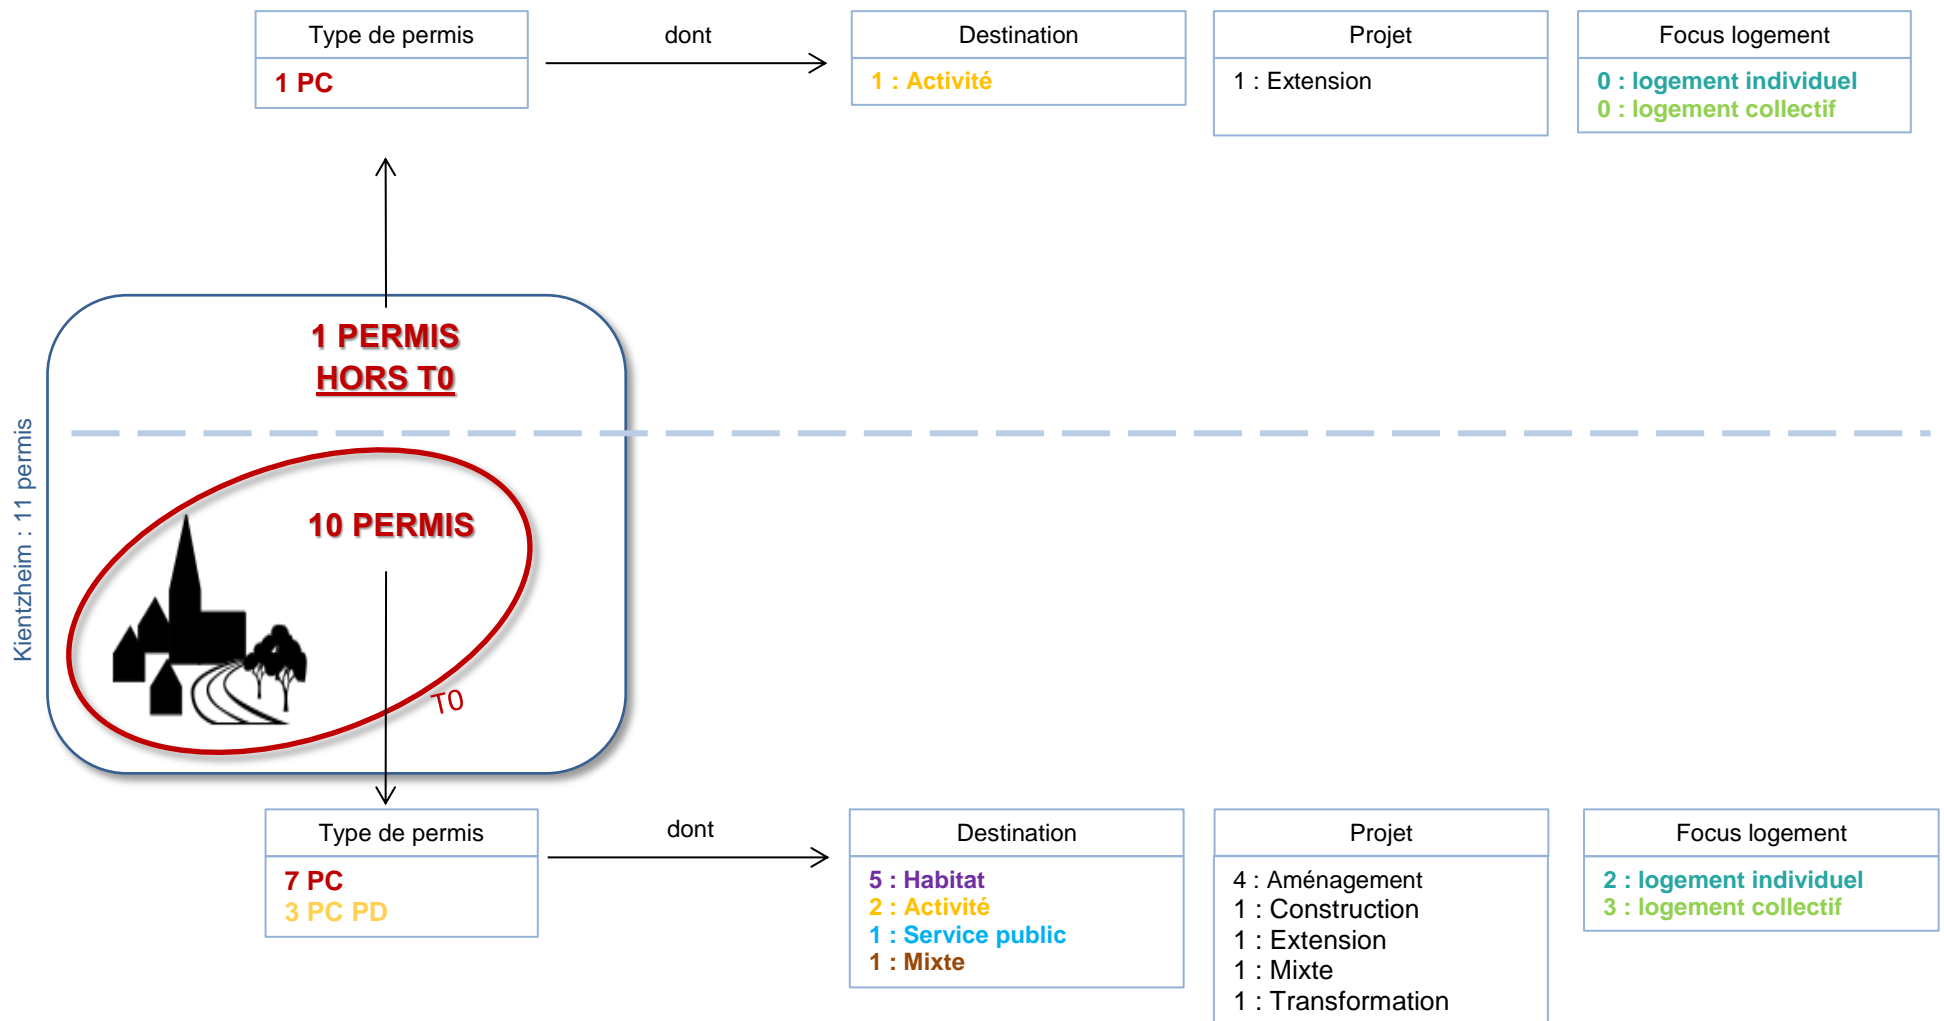 Type de permis
1 PC
dont
Destination
1 : Activité
Projet
1 : Extension
Focus logement
0 : logement individuel
0 : logement collectif
1 PERMIS
HORS T0
Kientzheim : 11 permis
10 PERMIS
T0
Type de permis
7 PC
3 PC PD
dont
Destination
5 : Habitat
2 : Activité
1 : Service public
1 : Mixte
Projet
4 : Aménagement
1 : Construction
1 : Extension
1 : Mixte
1 : Transformation
Focus logement
2 : logement individuel
3 : logement collectif